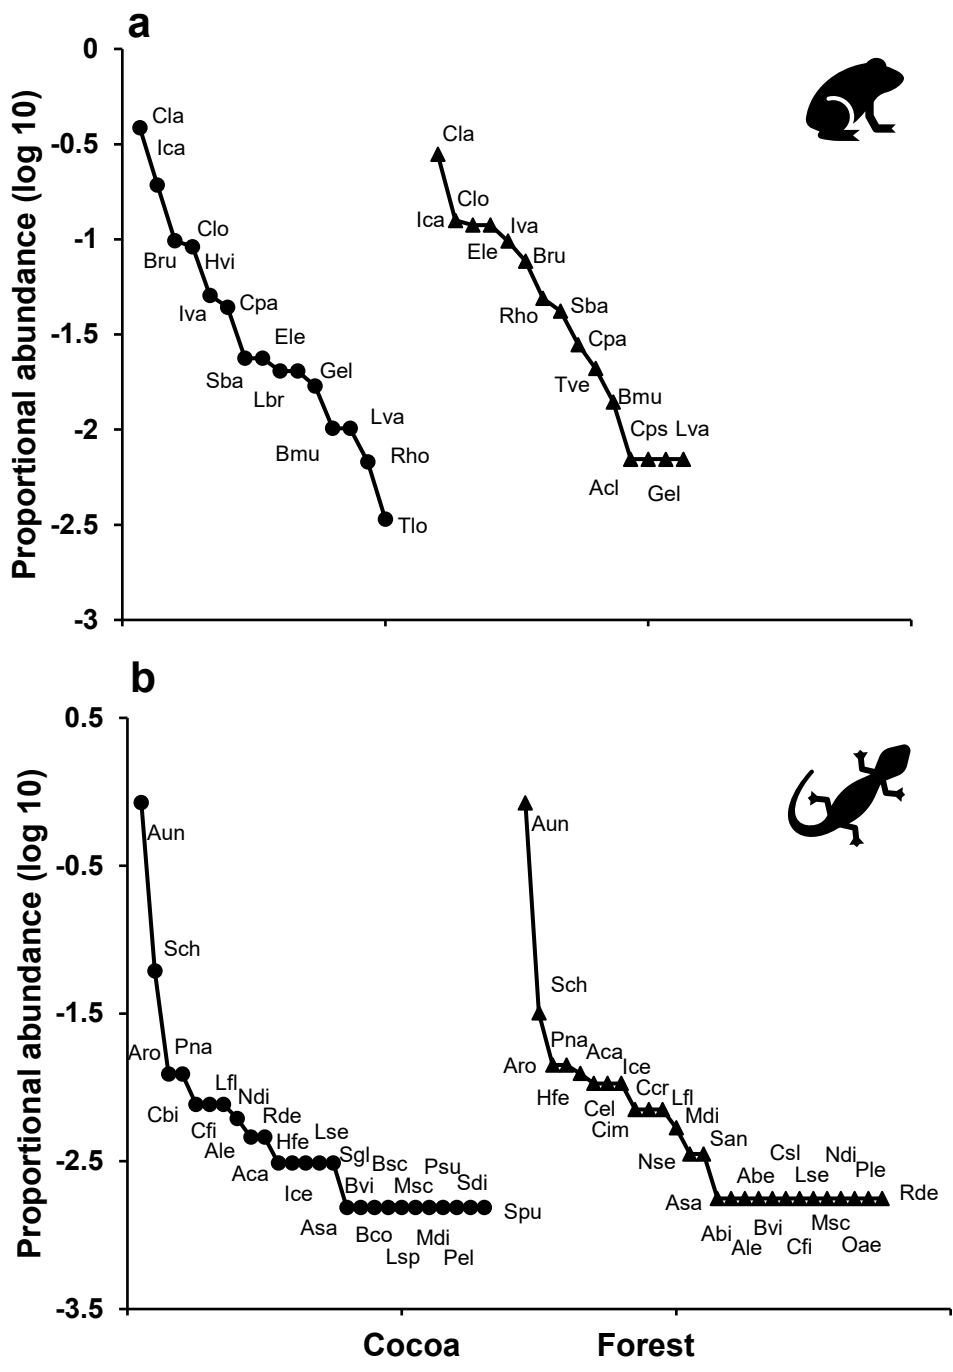 a
Proportional abundance (log 10)
0
-0.5
-1
-1.5
-2
-2.5
-3
Cla
Ica
Clo
Bru
Hvi
Iva
Cpa
Ele
Sba
Gel
Lbr
Lva
Bmu
Rho
Tlo
Cla
Clo
Ica
Iva
Ele
Bru
Rho
Sba
Cpa
Tve
Bmu
Cps Lva
Acl
Gel
b
Proportional abundance (log 10)
0.5
-0.5
-1.5
-2.5
-3.5
Aun
Sch
Aro
Pna
Lfl
Cbi
Ndi
Cfi
Rde
Ale
Hfe
Lse
Aca
Sgl
Ice
Bvi
Bsc
Msc
Psu
Sdi
Asa
Bco
Lsp
Mdi
Pel
Spu
Aun
Sch
Pna
Aro
Aca
Ice
Hfe
Cel
Ccr
Lfl
Cim
Mdi
San
Nse
Csl
Ndi
Abe
Lse
Ple
Asa
Rde
Abi
Bvi
Msc
Ale
Cfi
Oae
Cocoa
Forest